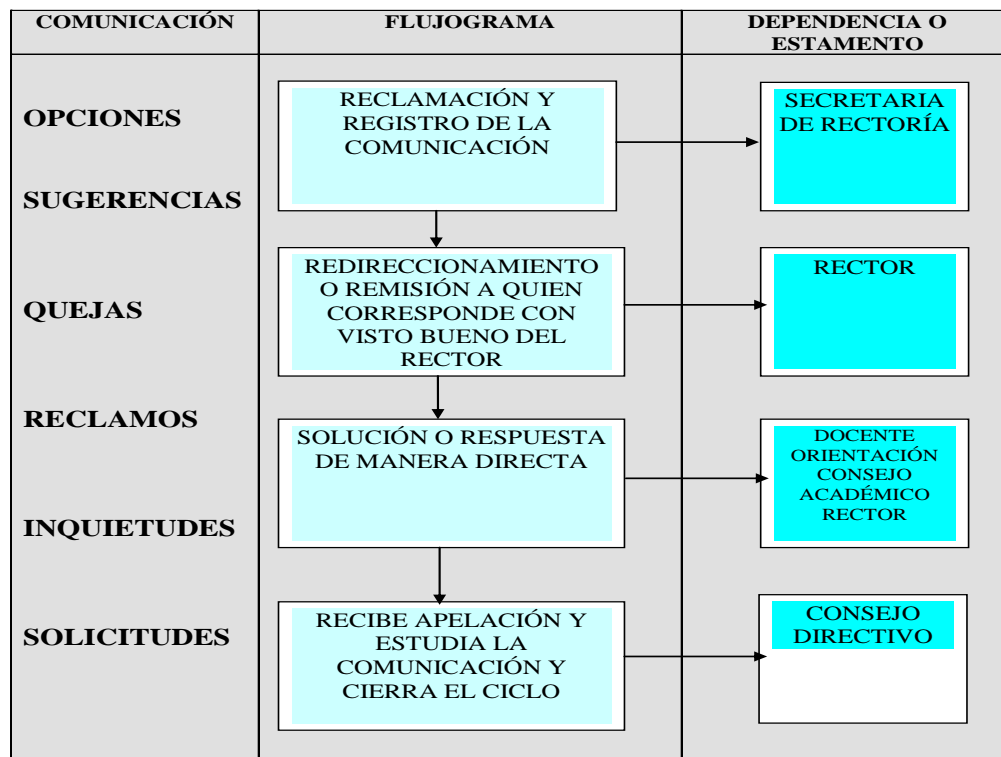 COMUNICACIÓN
FLUJOGRAMA
DEPENDENCIA O
ESTAMENTO
OPCIONES
SUGERENCIAS
QUEJAS
RECLAMOS
INQUIETUDES
SOLICITUDES
RECLAMACIÓN Y
REGISTRO DE LA
COMUNICACIÓN
SECRETARIA
DE RECTORÍA
REDIRECCIONAMIENTO
O REMISIÓN A QUIEN
CORRESPONDE CON
VISTO BUENO DEL
RECTOR
RECTOR
SOLUCIÓN O RESPUESTA
DE MANERA DIRECTA
DOCENTE
ORIENTACIÓN
CONSEJO
ACADÉMICO
RECTOR
RECIBE APELACIÓN Y
ESTUDIA LA
COMUNICACIÓN Y
CIERRA EL CICLO
CONSEJO
DIRECTIVO